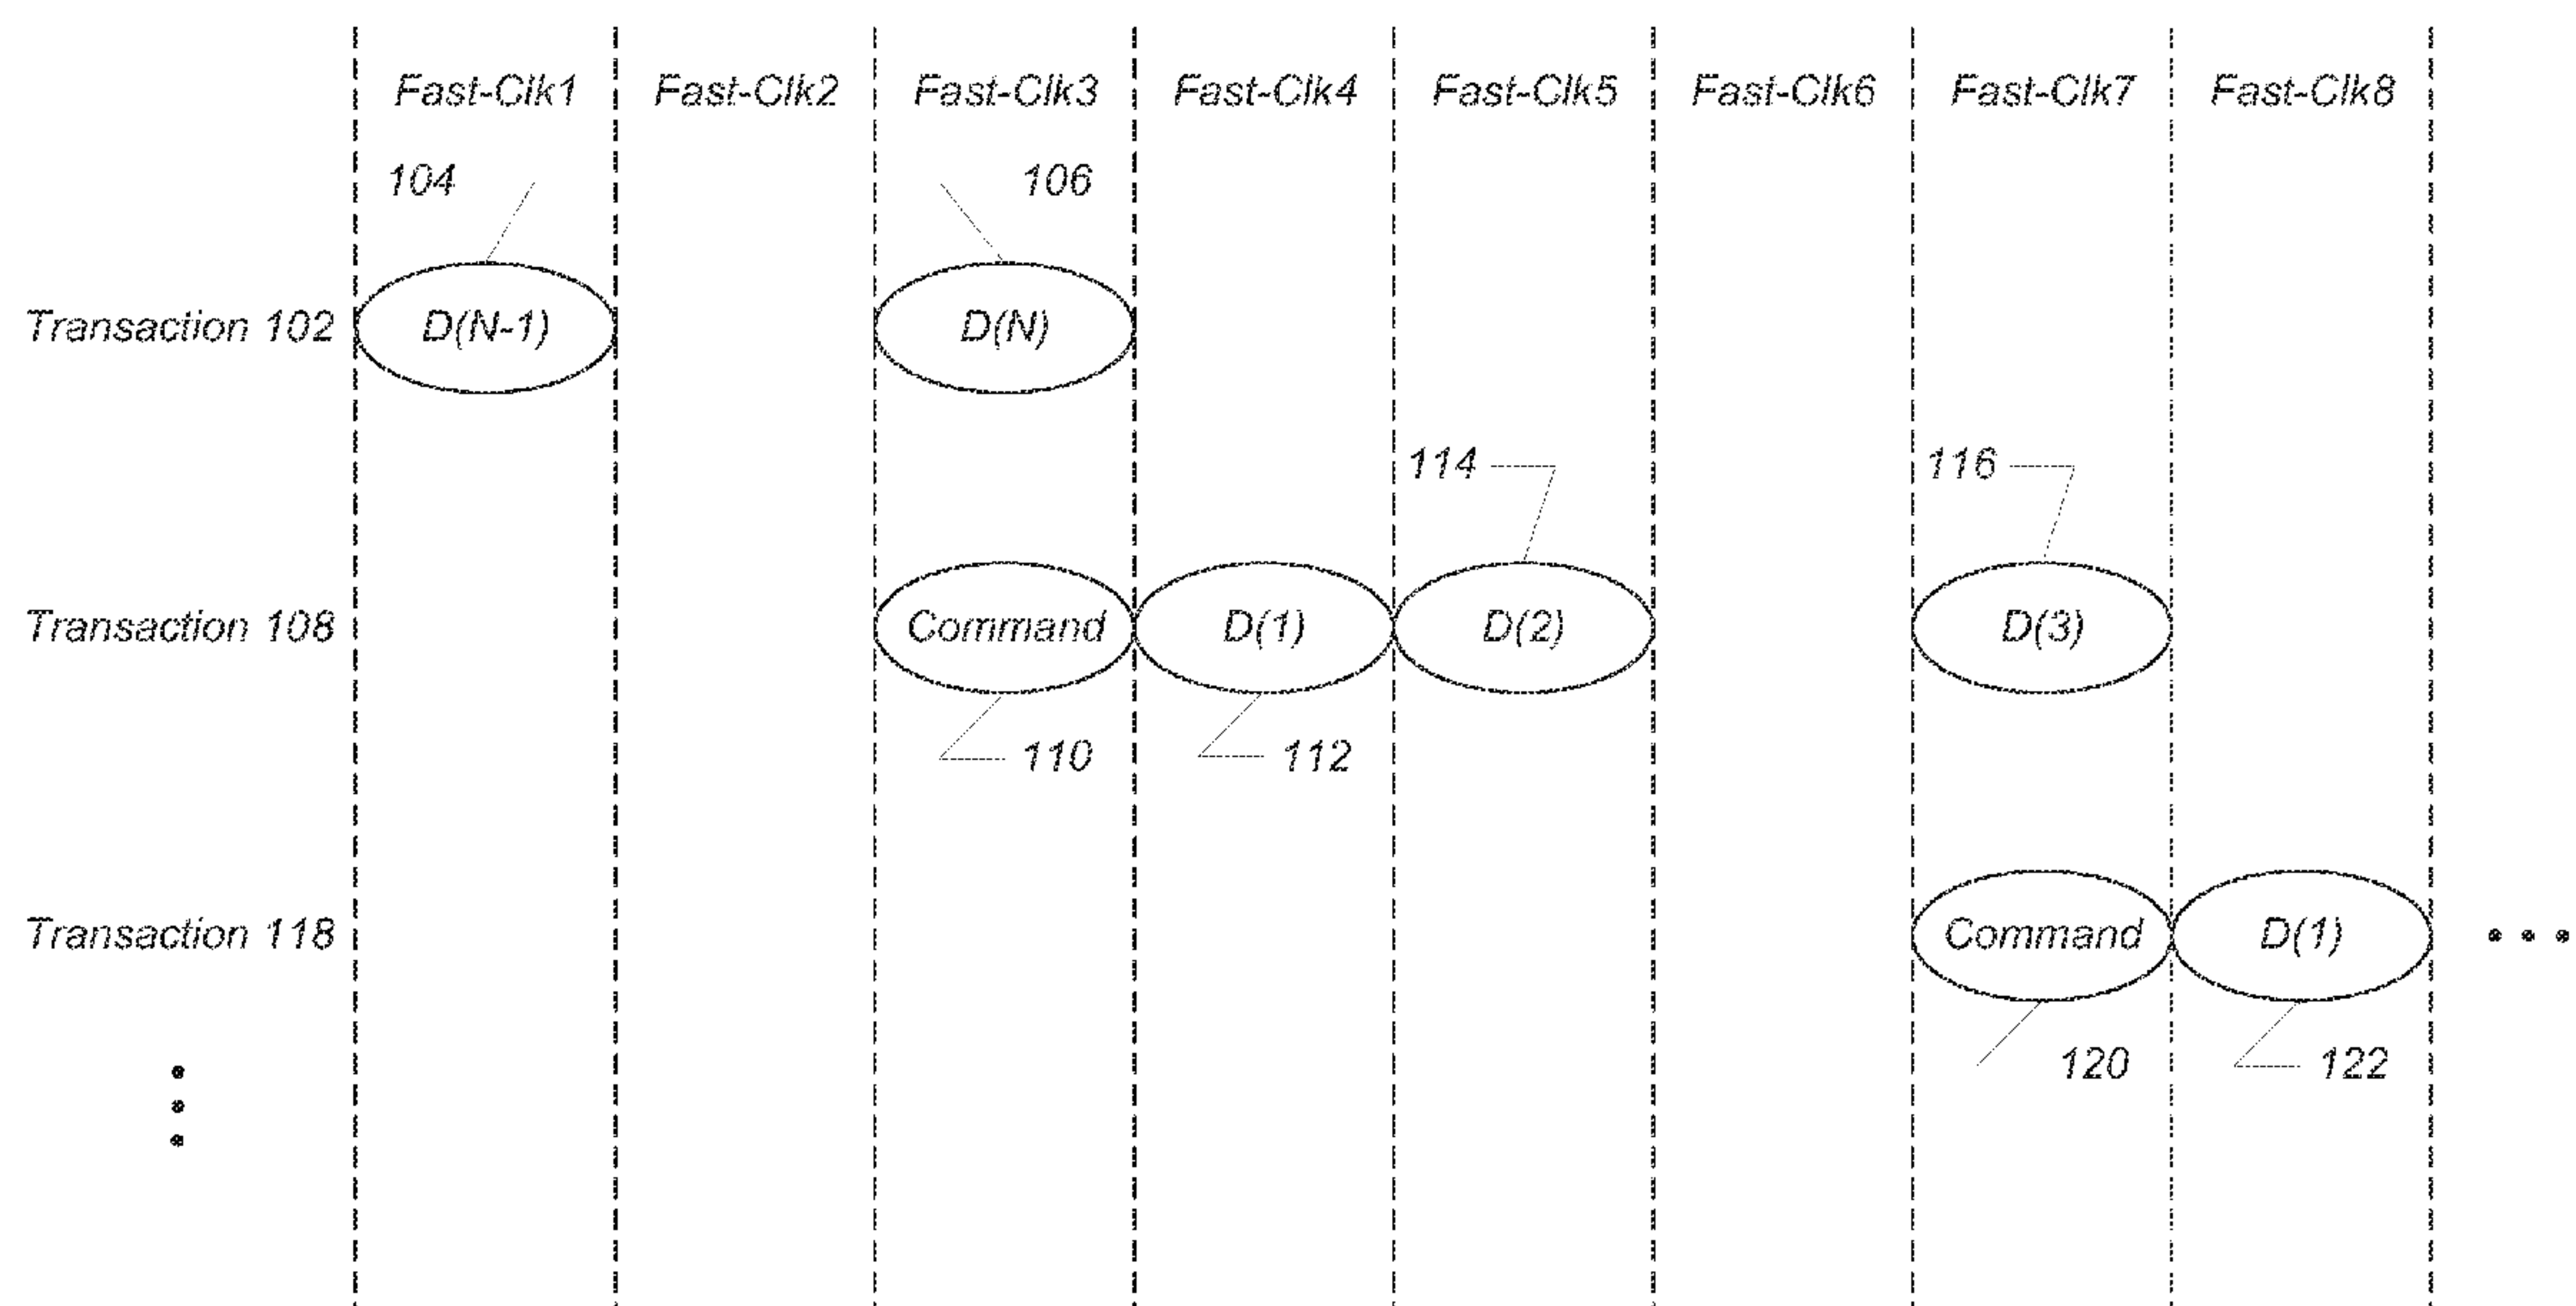 Fast-Clk1 Fast-Clk2 Fast-Clk3 Fast-Clk4 Fast-Clk5 Fast-Clk6 Fast-Clk7 Fast-Clk8
104 106
Transaction 102 D(N-1) D(N)
114 116
Transaction 108 Command D(1) D(2) D(3)
110 112
Transaction 118 Command D(1)
120 122